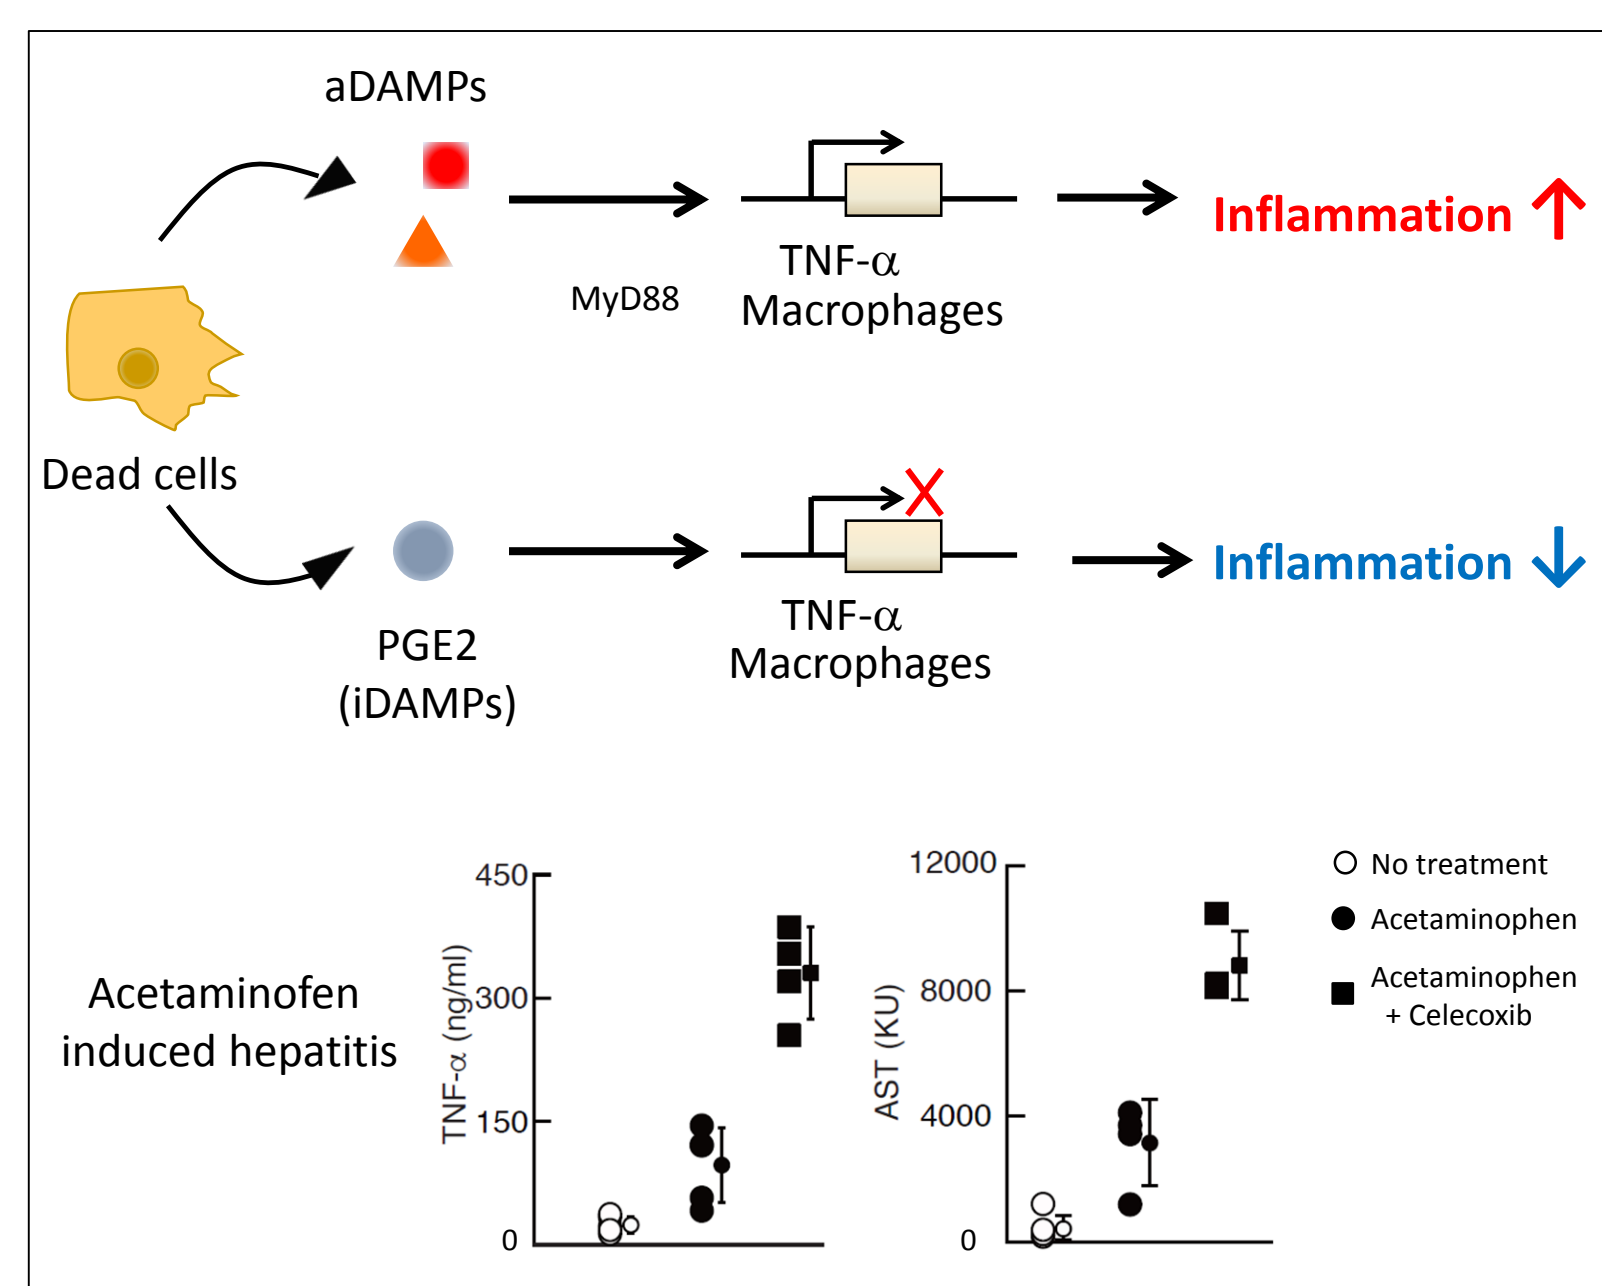 aDAMPs
MyD88
TNF-α
Macrophages
Inflammation ↑
Dead cells
PGE2
(iDAMPs)
TNF-α
Macrophages
Inflammation ↓
Acetaminofen
induced hepatitis
TNF-α (ng/ml)
450
300
150
0
AST (KU)
12000
8000
4000
0
No treatment
Acetaminophen
Acetaminophen
+ Celecoxib